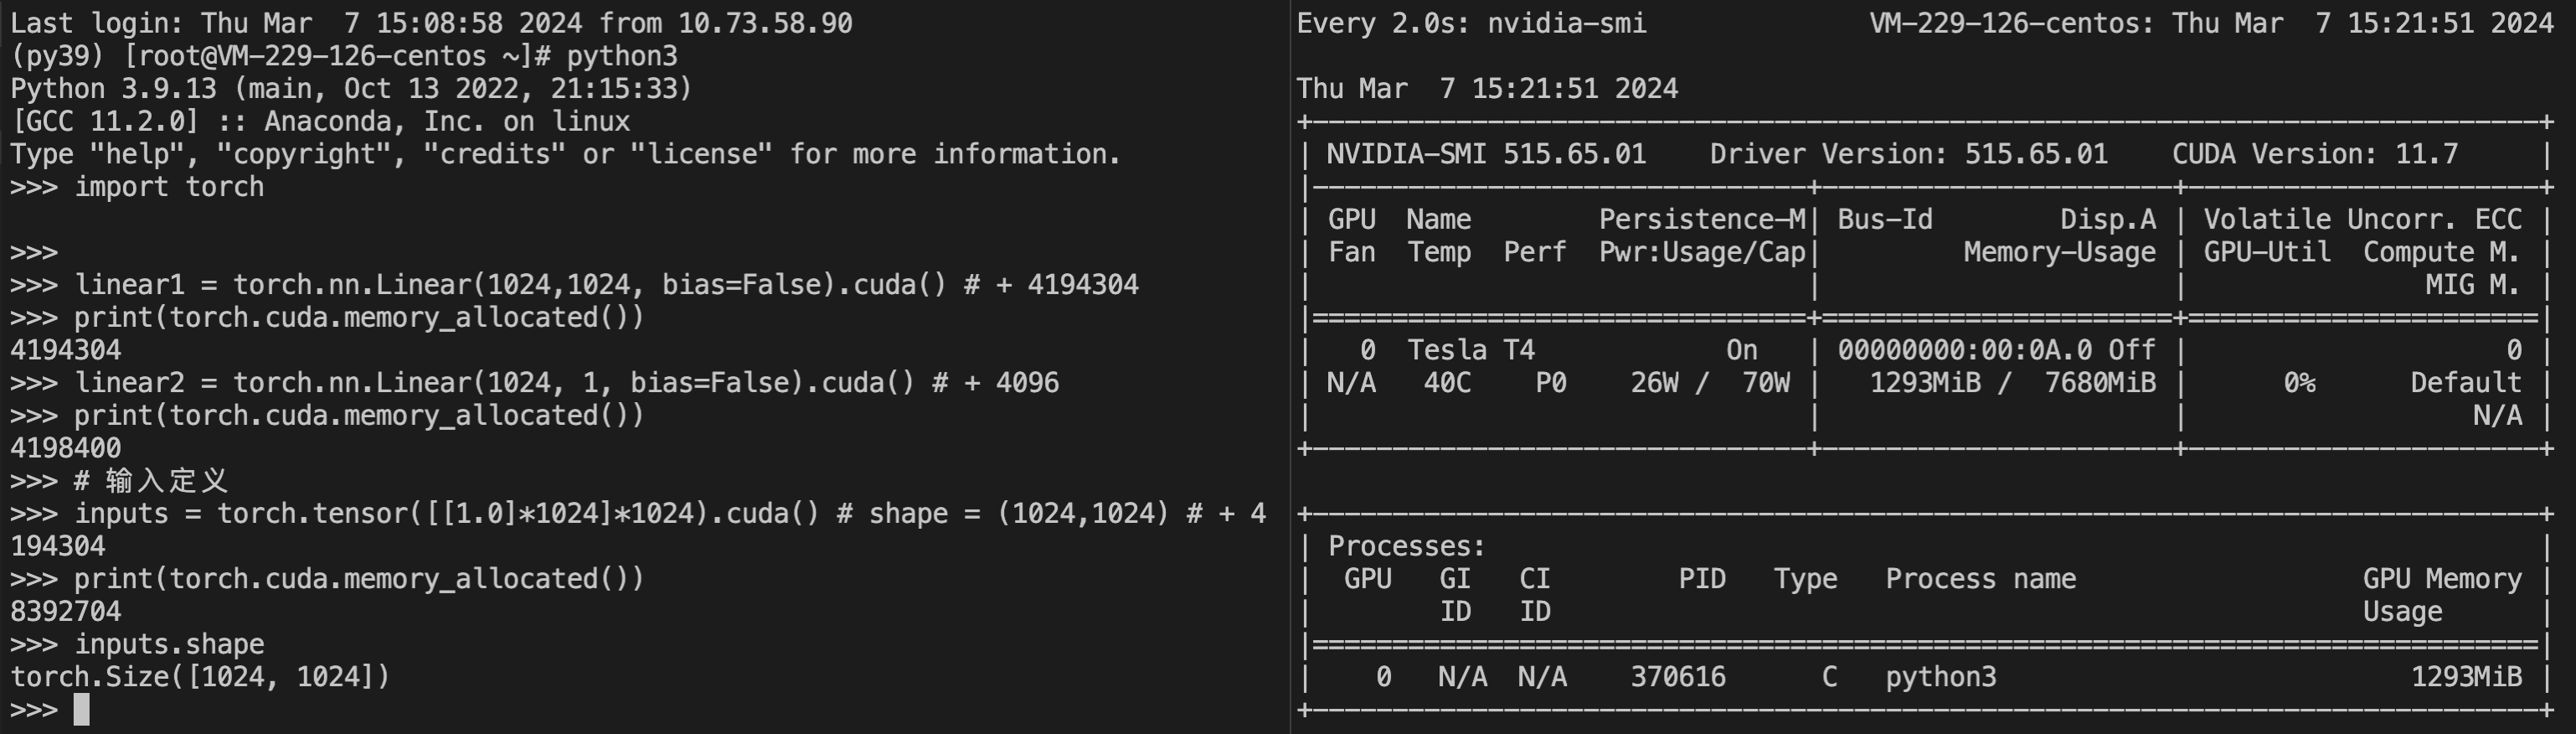 Last login: Thu Mar  7 15:08:58 2024 from 10.73.58.90
(py39) [root@VM-229-126-centos ~]# python3
Python 3.9.13 (main, Oct 13 2022, 21:15:33)
[GCC 11.2.0] :: Anaconda, Inc. on linux
Type "help", "copyright", "credits" or "license" for more information.
>>> import torch
>>>
>>> linear1 = torch.nn.Linear(1024,1024, bias=False).cuda() # + 4194304
>>> print(torch.cuda.memory_allocated())
4194304
>>> linear2 = torch.nn.Linear(1024, 1, bias=False).cuda() # + 4096
>>> print(torch.cuda.memory_allocated())
4198400
>>> # 输入定义
>>> inputs = torch.tensor([[1.0]*1024]*1024).cuda() # shape = (1024,1024) # + 4
194304
>>> print(torch.cuda.memory_allocated())
8392704
>>> inputs.shape
torch.Size([1024, 1024])
>>>
Every 2.0s: nvidia-smi              VM-229-126-centos: Thu Mar  7 15:21:51 2024
Thu Mar  7 15:21:51 2024
+-----------------------------------------------------------------------------+
| NVIDIA-SMI 515.65.01    Driver Version: 515.65.01    CUDA Version: 11.7     |
|-------------------------------+----------------------+----------------------+
| GPU  Name        Persistence-M| Bus-Id        Disp.A | Volatile Uncorr. ECC |
| Fan  Temp  Perf  Pwr:Usage/Cap|         Memory-Usage | GPU-Util  Compute M. |
|                               |                      |               MIG M. |
|===============================+======================+======================|
|   0  Tesla T4            On   | 00000000:00:0A.0 Off |                    0 |
| N/A   40C    P0    26W /  70W |   1293MiB /  7680MiB |      0%      Default |
|                               |                      |                  N/A |
+-------------------------------+----------------------+----------------------+
+-----------------------------------------------------------------------------+
| Processes:                                                                  |
|  GPU   GI   CI        PID   Type   Process name                  GPU Memory |
|        ID   ID                                                   Usage      |
|=============================================================================|
|    0   N/A  N/A    370616      C   python3                          1293MiB |
+-----------------------------------------------------------------------------+